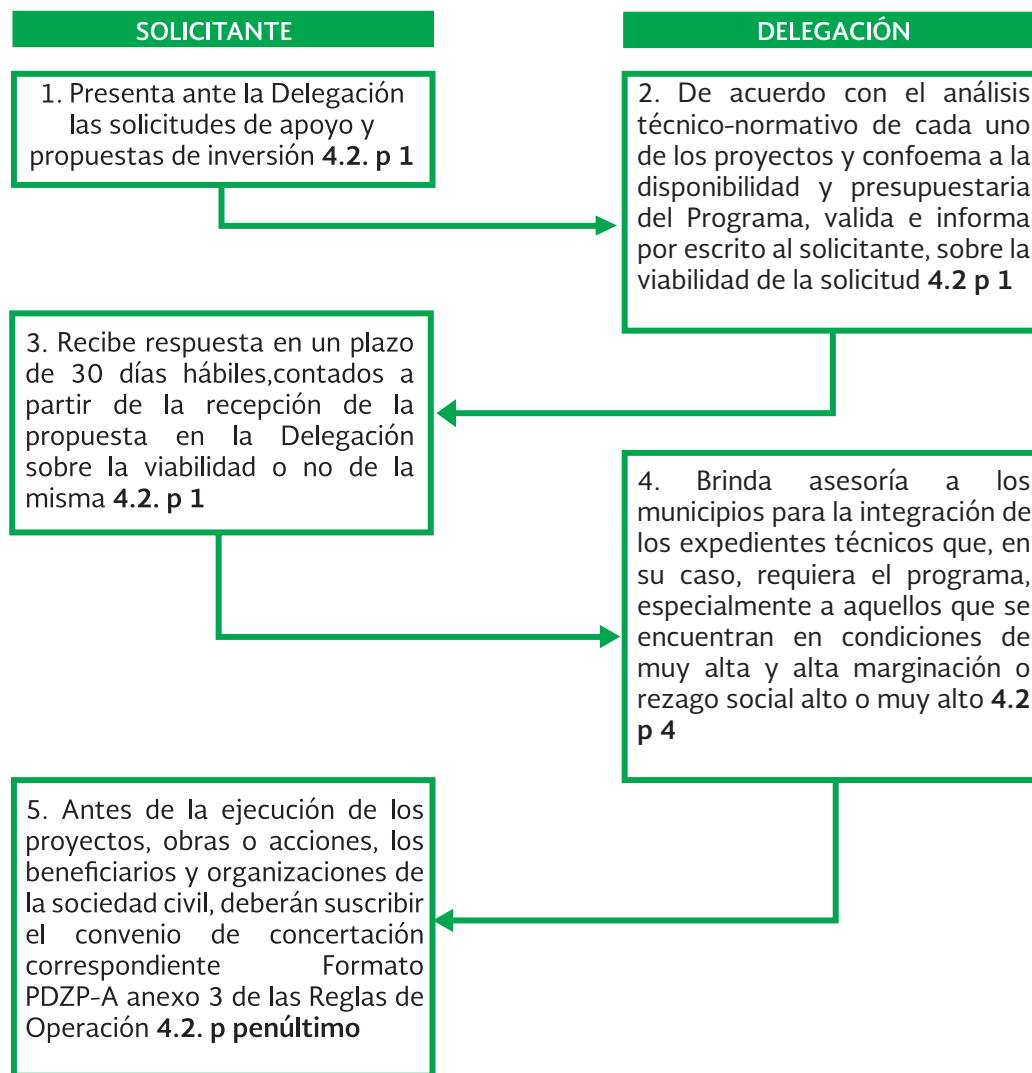 SOLICITANTE
DELEGACIÓN
1. Presenta ante la Delegación
las solicitudes de apoyo y
propuestas de inversión 4.2. p 1
2. De acuerdo con el análisis
técnico-normativo de cada uno
de los proyectos y confoema a la
disponibilidad y presupuestaria
del Programa, valida e informa
por escrito al solicitante, sobre la
viabilidad de la solicitud 4.2 p 1
3. Recibe respuesta en un plazo
de 30 días hábiles,contados a
partir de la recepción de la
propuesta en la Delegación
sobre la viabilidad o no de la
misma 4.2. p 1
4. Brinda asesoría a los
municipios para la integración de
los expedientes técnicos que, en
su caso, requiera el programa,
especialmente a aquellos que se
encuentran en condiciones de
muy alta y alta marginación o
rezago social alto o muy alto 4.2
p 4
5. Antes de la ejecución de los
proyectos, obras o acciones, los
beneficiarios y organizaciones de
la sociedad civil, deberán suscribir
el convenio de concertación
correspondiente Formato
PDZP-A anexo 3 de las Reglas de
Operación 4.2. p penúltimo